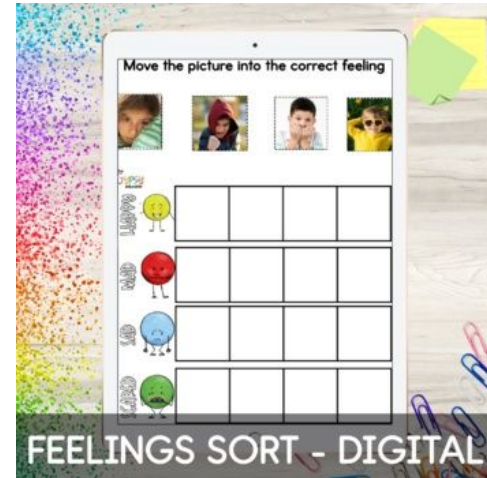 Move the picture into the correct feeling
HAPPY
MAD
SAD
SCARED
FEELINGS SORT - DIGITAL